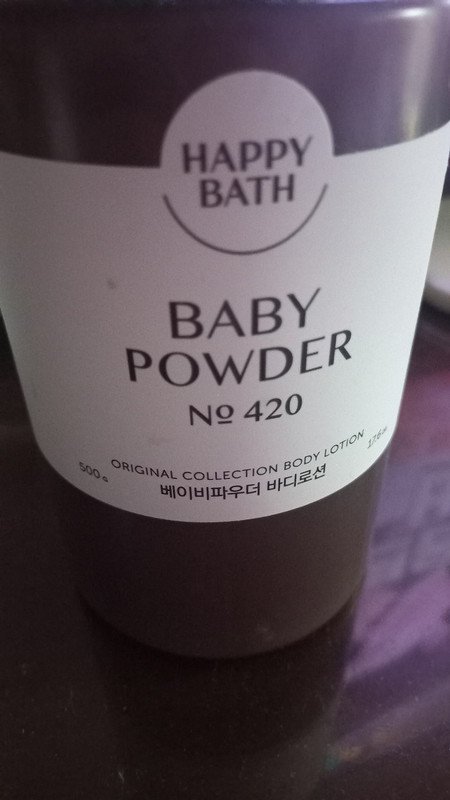 HAPPY
BATH
BABY
POWDER
№ 420
ORIGINAL COLLECTION BODY LOTION
베이비파우더 바디로션
500 g